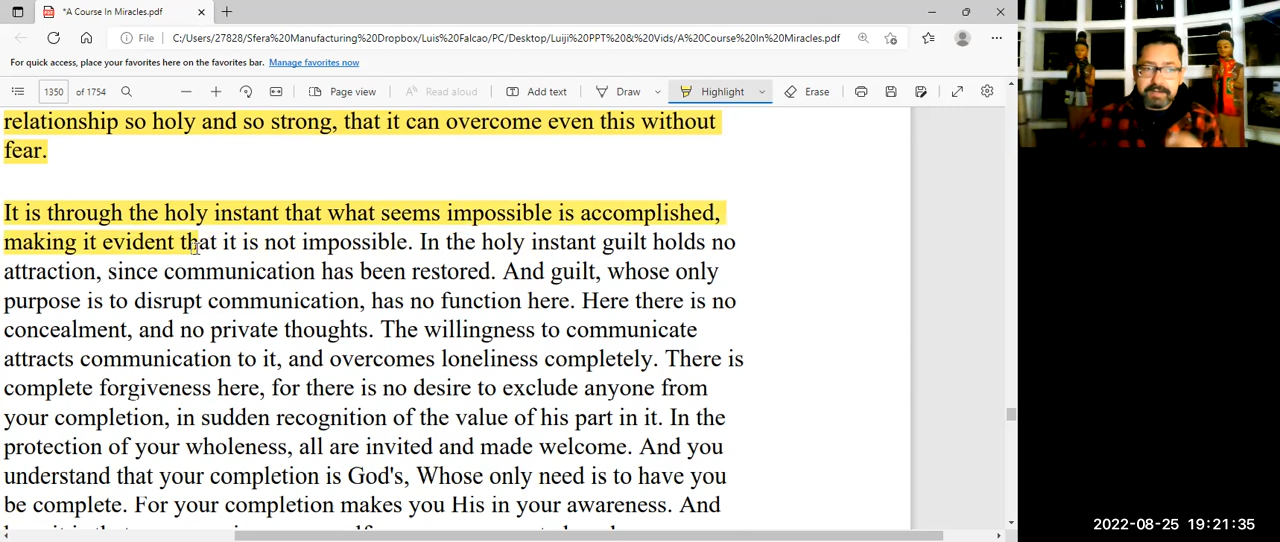 *A Course In Miracles.pdf
File C:/Users/27828/Sfera%20Manufacturing%20Dropbox/Luis%20Falcao/PC/Desktop/Luiji%20PPT%20&%20Vids/A%20Course%20In%20Miracles.pdf
For quick access, place your favorites here on the favorites bar. Manage favorites now
1350 of 1754 Page view Read aloud Add text Draw Highlight Erase
relationship so holy and so strong, that it can overcome even this without
fear.
It is through the holy instant that what seems impossible is accomplished,
making it evident that it is not impossible. In the holy instant guilt holds no
attraction, since communication has been restored. And guilt, whose only
purpose is to disrupt communication, has no function here. Here there is no
concealment, and no private thoughts. The willingness to communicate
attracts communication to it, and overcomes loneliness completely. There is
complete forgiveness here, for there is no desire to exclude anyone from
your completion, in sudden recognition of the value of his part in it. In the
protection of your wholeness, all are invited and made welcome. And you
understand that your completion is God's, Whose only need is to have you
be complete. For your completion makes you His in your awareness. And
2022-08-25 19:21:35